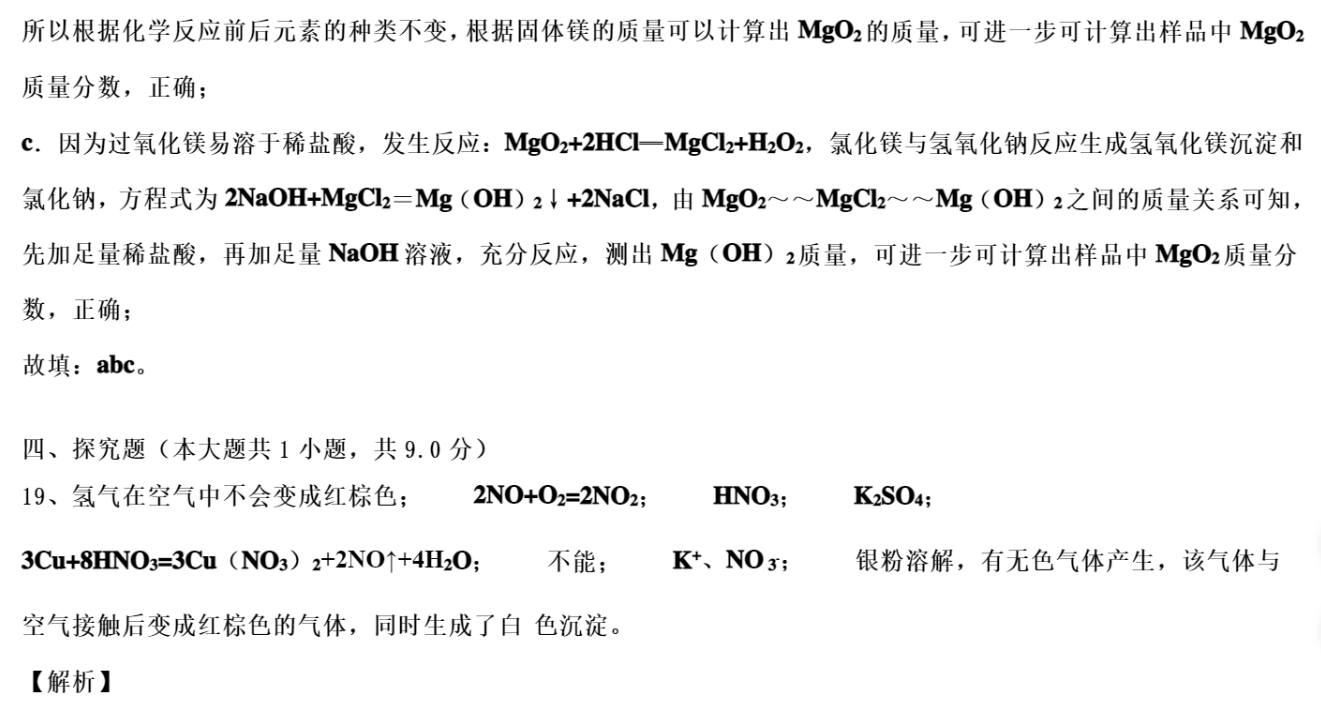 所以根据化学反应前后元素的种类不变，根据固体镁的质量可以计算出 MgO₂的质量，可进一步可计算出样品中 MgO₂
质量分数，正确；
c．因为过氧化镁易溶于稀盐酸，发生反应：MgO₂+2HCl═MgCl₂+H₂O₂，氯化镁与氢氧化钠反应生成氢氧化镁沉淀和
氯化钠，方程式为 2NaOH+MgCl₂＝Mg（OH）₂↓+2NaCl，由 MgO₂～～MgCl₂～～Mg（OH）₂之间的质量关系可知，
先加足量稀盐酸，再加足量 NaOH 溶液，充分反应，测出 Mg（OH）₂质量，可进一步可计算出样品中 MgO₂质量分
数，正确；
故填：abc。
四、探究题（本大题共 1 小题，共 9.0 分）
19、氢气在空气中不会变成红棕色； 2NO+O₂=2NO₂； HNO₃； K₂SO₄；
3Cu+8HNO₃=3Cu（NO₃）₂+2NO↑+4H₂O； 不能； K⁺、NO₃⁻； 银粉溶解，有无色气体产生，该气体与
空气接触后变成红棕色的气体，同时生成了白 色沉淀。
【解析】